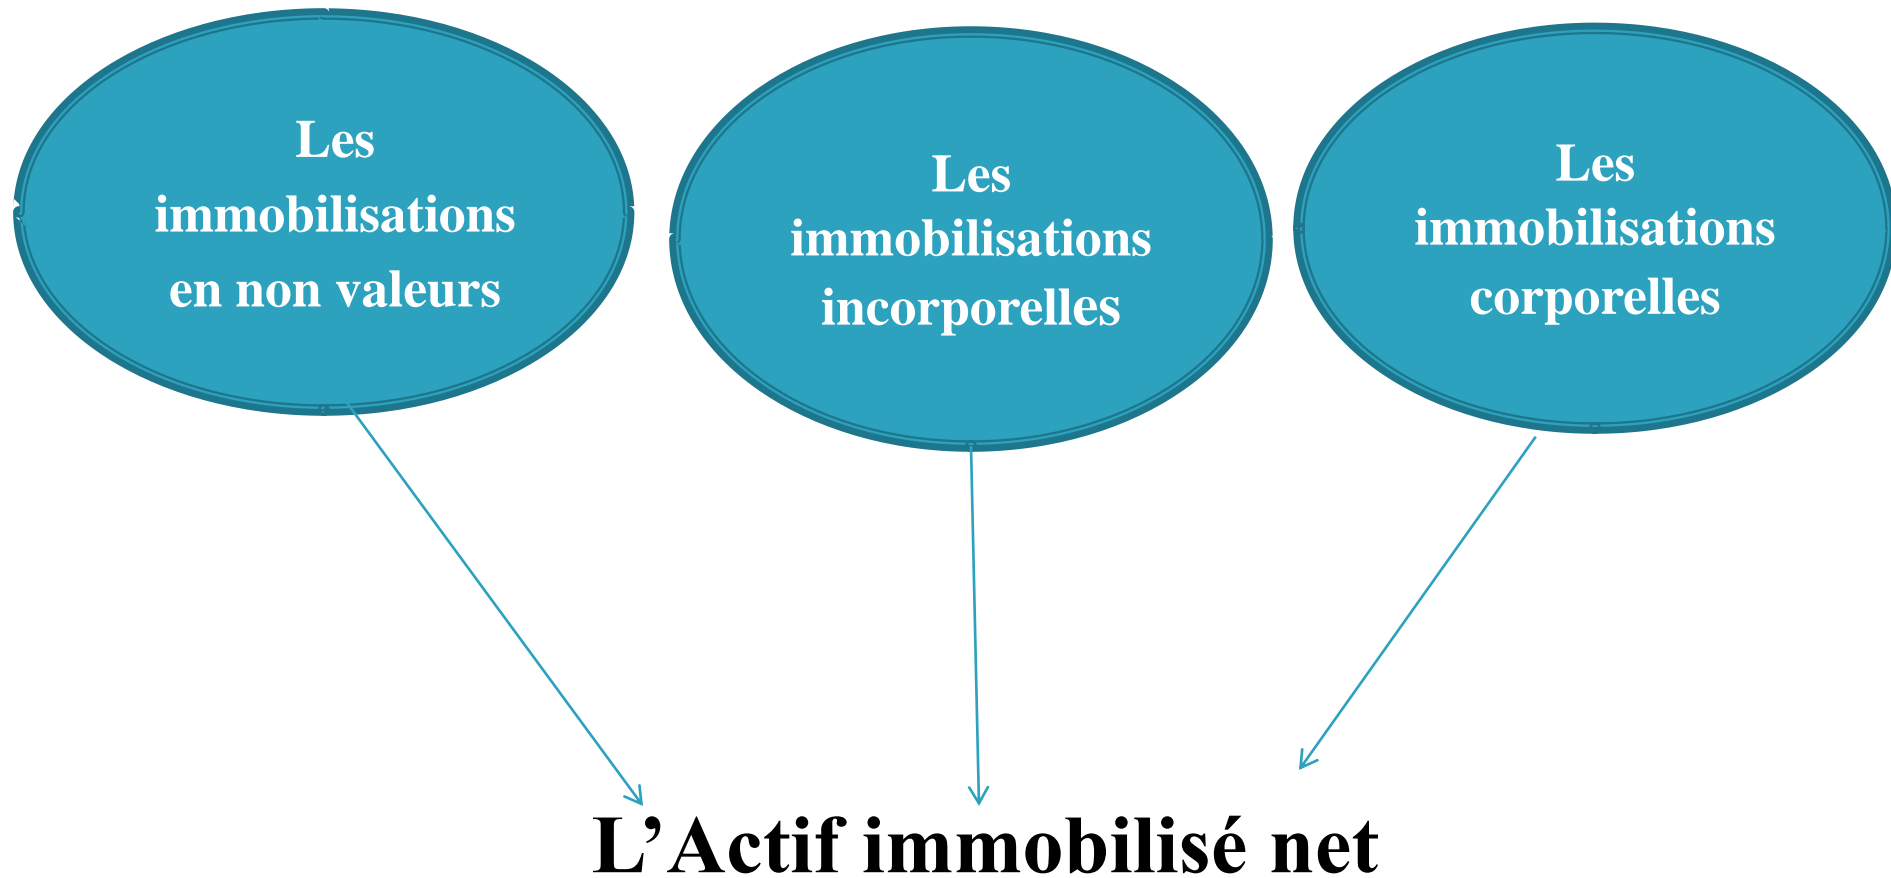 Les
immobilisations
en non valeurs
Les
immobilisations
incorporelles
Les
immobilisations
corporelles
L’Actif immobilisé net